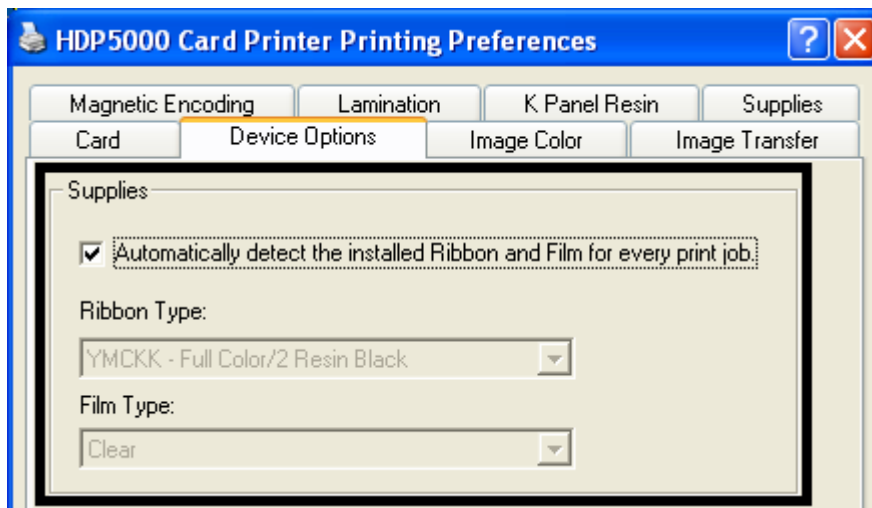 HDP5000 Card Printer Printing Preferences
Magnetic Encoding Lamination K Panel Resin Supplies
Card Device Options Image Color Image Transfer
Supplies
Automatically detect the installed Ribbon and Film for every print job.
Ribbon Type:
YMCKK - Full Color/2 Resin Black
Film Type:
Clear